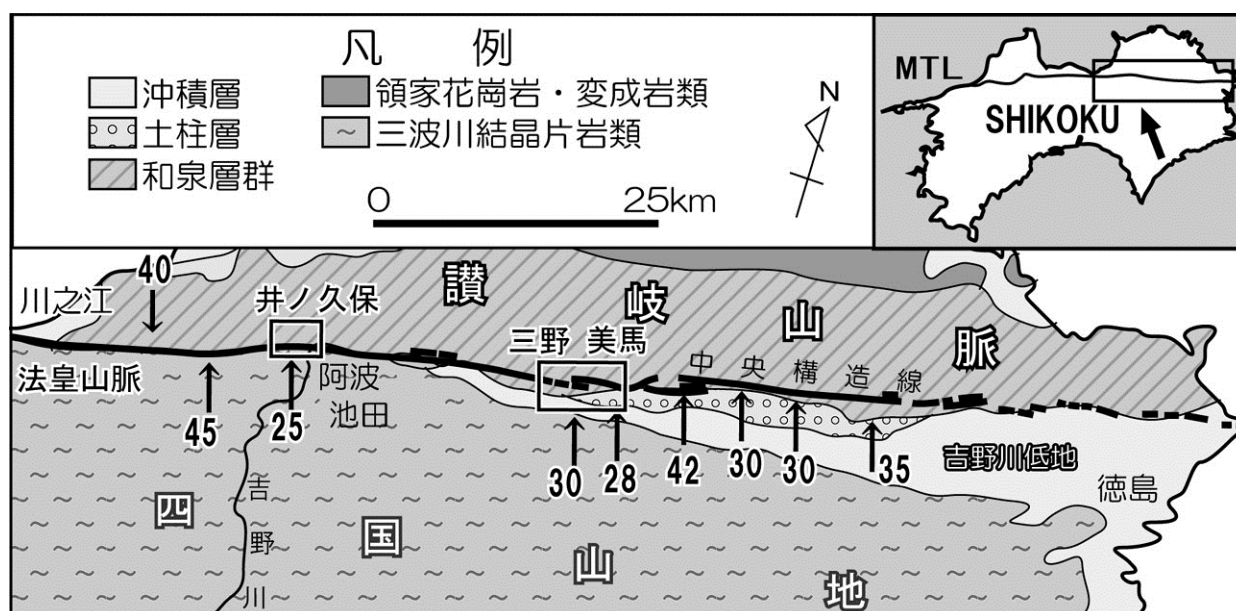 凡 例
沖積層
土柱層
和泉層群
領家花崗岩・変成岩類
三波川結晶片岩類
0 25km
N
MTL
SHIKOKU
40
川之江
井ノ久保
讃岐山脈
三野 美馬
中央構造線
法皇山脈
阿波
池田
45
25
30
28
42
30
30
35
吉野川低地
徳島
吉野川
四国山地